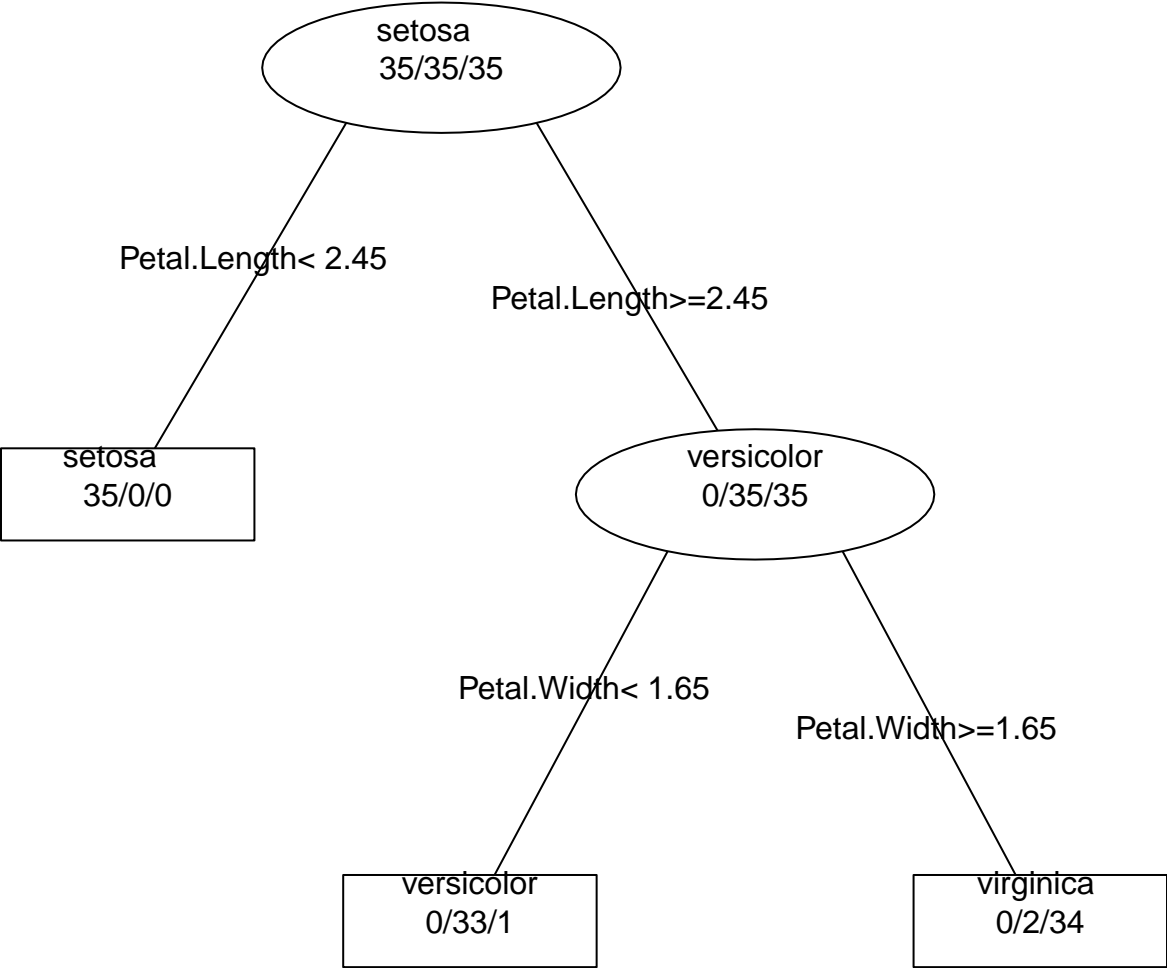 setosa
35/35/35
Petal.Length< 2.45
Petal.Length>=2.45
setosa
35/0/0
versicolor
0/35/35
Petal.Width< 1.65
Petal.Width>=1.65
versicolor
0/33/1
virginica
0/2/34